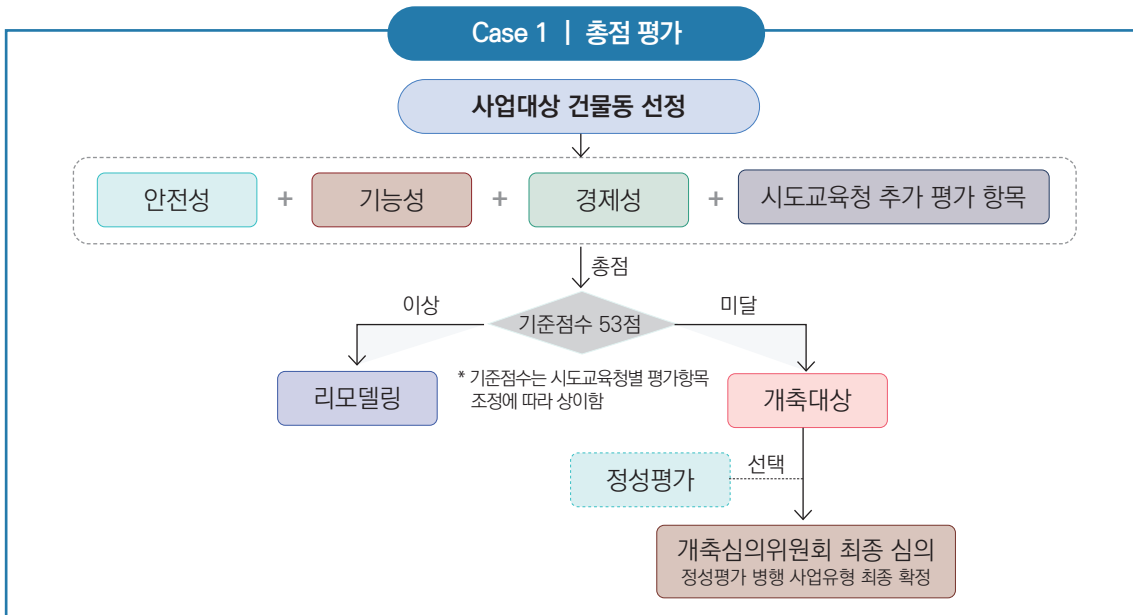 Case 1 | 총점 평가
사업대상 건물동 선정
안전성 + 기능성 + 경제성 + 시도교육청 추가 평가 항목
총점
이상
미달
기준점수 53점
리모델링
* 기준점수는 시도교육청별 평가항목
조정에 따라 상이함
개축대상
정성평가
선택
개축심의위원회 최종 심의
정성평가 병행 사업유형 최종 확정